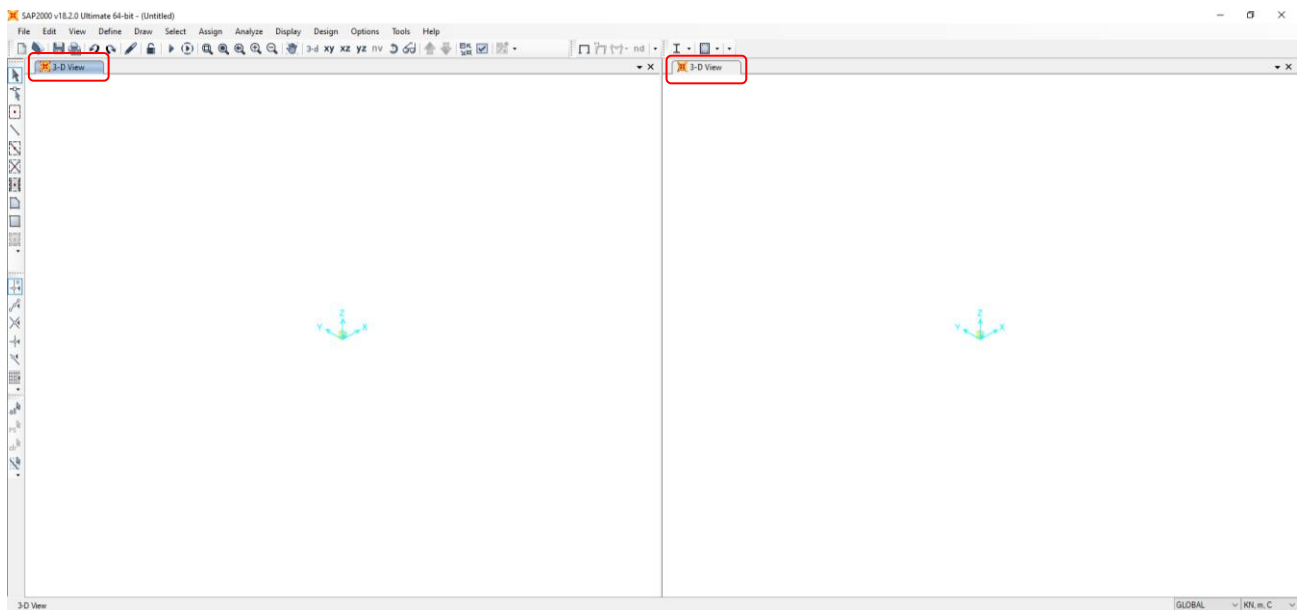 SAP2000 v18.2.0 Ultimate 64-bit - (Untitled)
File Edit View Define Draw Select Assign Analyze Display Design Options Tools Help
3-d xy xz yz nv nd
3-D View
3-D View
Z
Y X
Z
Y X
3-D View GLOBAL KN, m, C